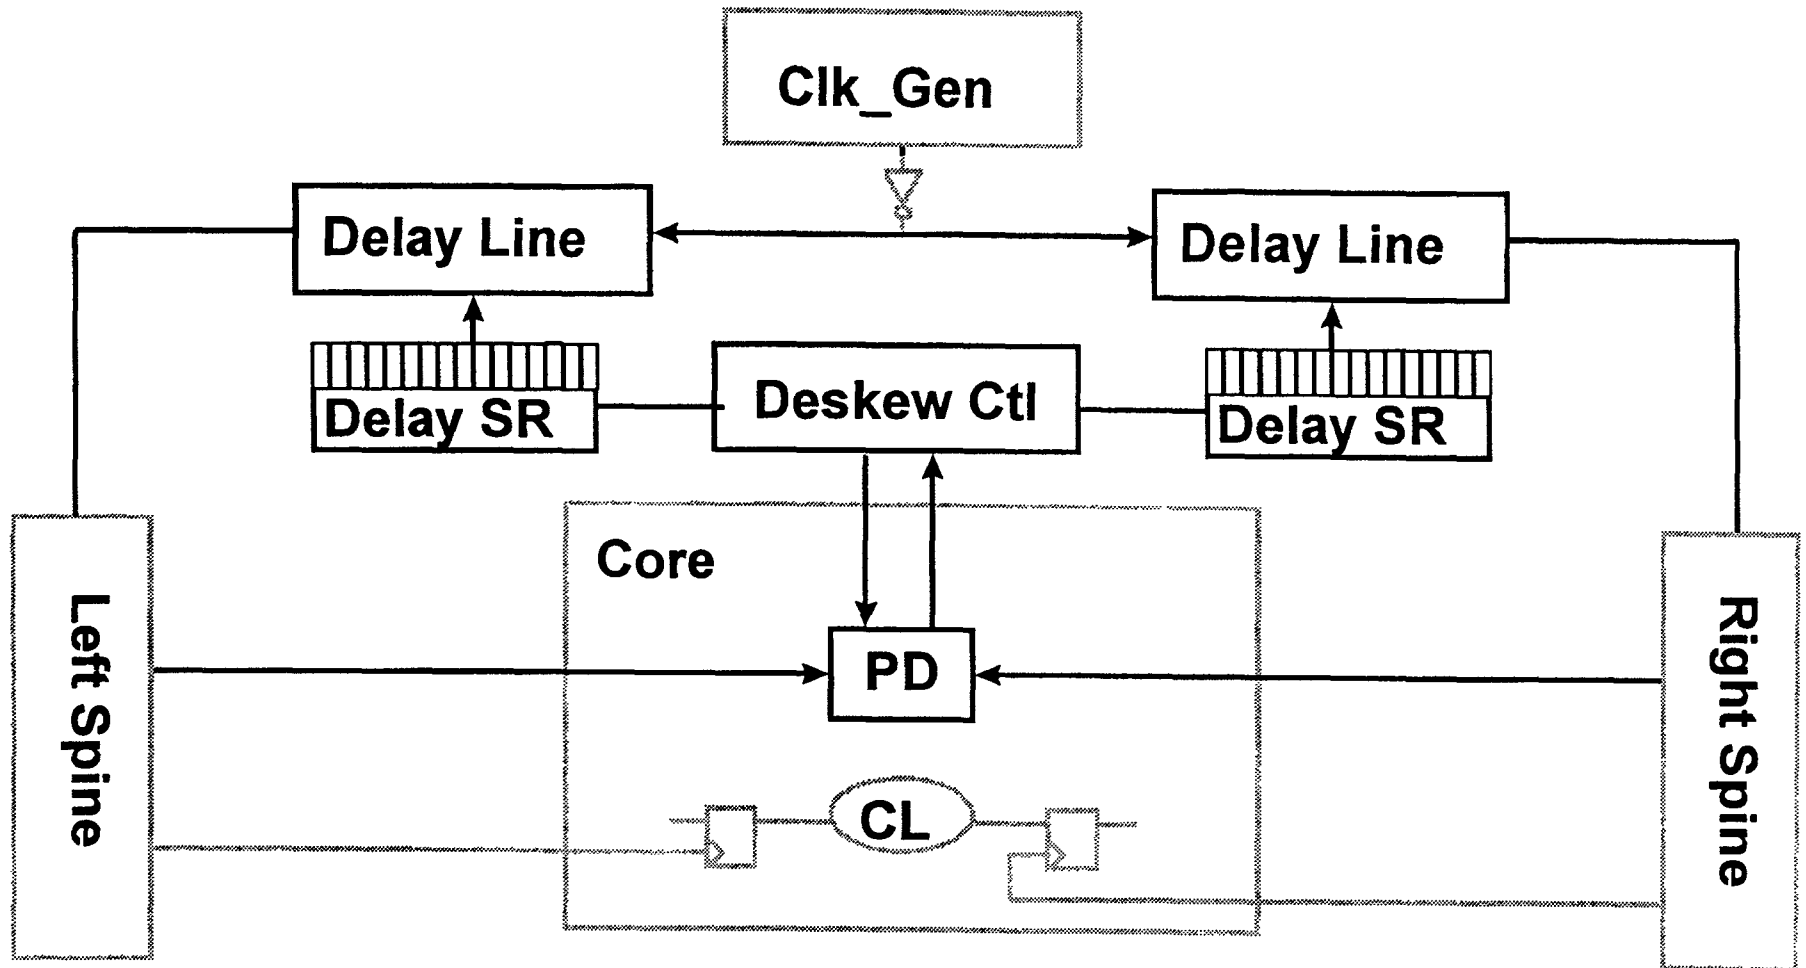 Clk_Gen
Delay Line
Delay Line
Delay SR
Deskew Ctl
Delay SR
Core
Left Spine
PD
Right Spine
CL